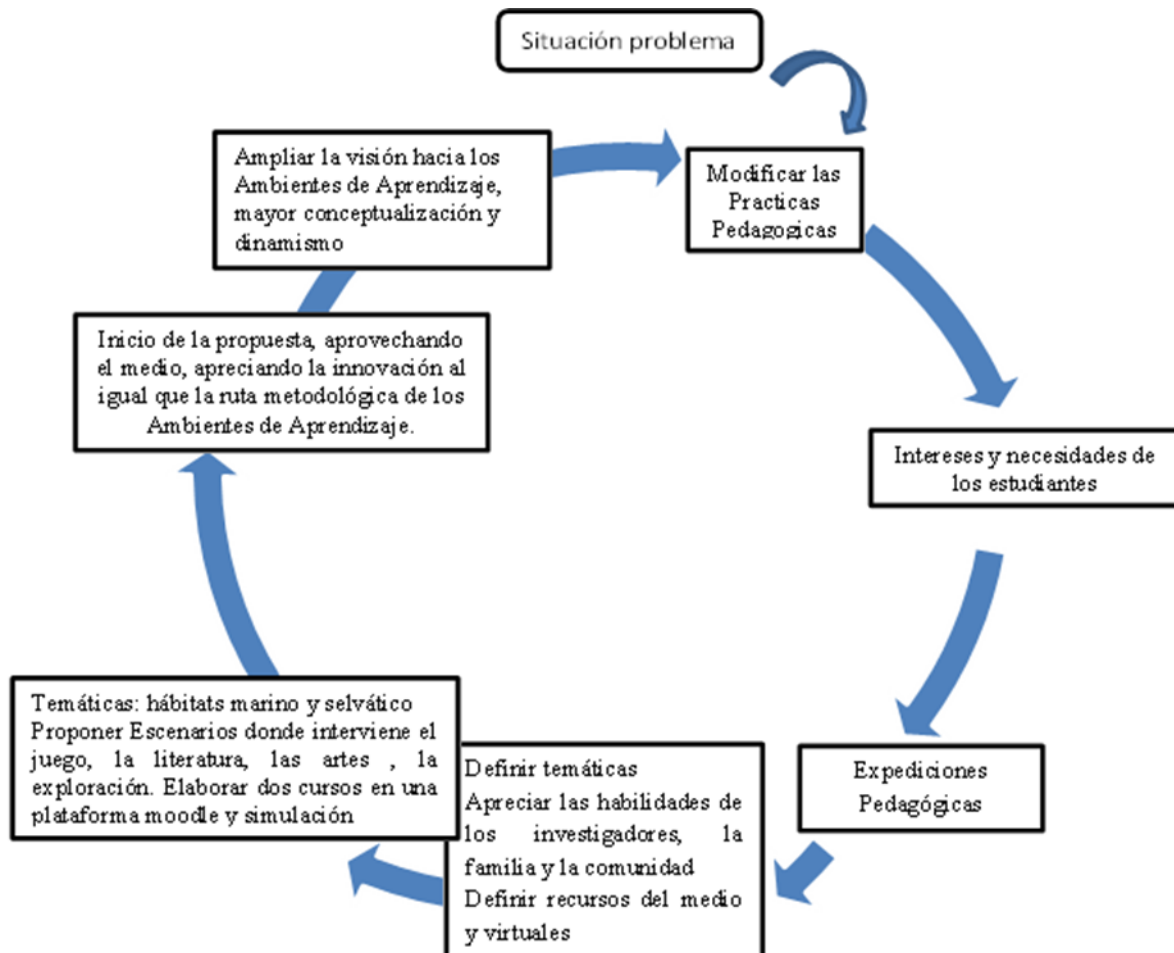 Situación problema
Modificar las
Practicas
Pedagogicas
Intereses y necesidades de
los estudiantes
Expediciones
Pedagógicas
Definir temáticas
Apreciar las habilidades de
los investigadores, la
familia y la comunidad
Definir recursos del medio
y virtuales
Temáticas: hábitats marino y selvático
Proponer Escenarios donde interviene el
juego, la literatura, las artes , la
exploración. Elaborar dos cursos en una
plataforma moodle y simulación
Inicio de la propuesta, aprovechando
el medio, apreciando la innovación al
igual que la ruta metodológica de los
Ambientes de Aprendizaje.
Ampliar la visión hacia los
Ambientes de Aprendizaje,
mayor conceptualización y
dinamismo